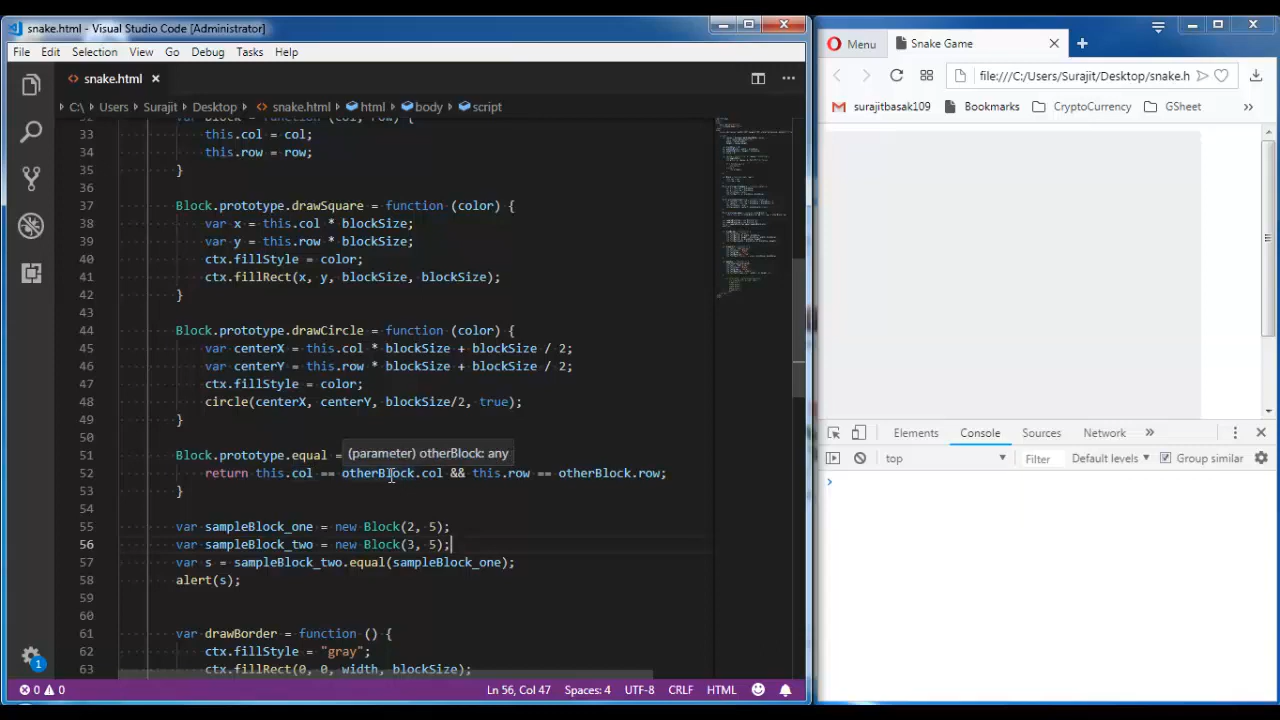 snake.html - Visual Studio Code [Administrator]
File Edit Selection View Go Debug Tasks Help
snake.html
C:\ Users Surajit Desktop snake.html html body script
32 var Block = function (col, row) {
33 this.col = col;
34 this.row = row;
35 }
36
37 Block.prototype.drawSquare = function (color) {
38 var x = this.col * blockSize;
39 var y = this.row * blockSize;
40 ctx.fillStyle = color;
41 ctx.fillRect(x, y, blockSize, blockSize);
42 }
43
44 Block.prototype.drawCircle = function (color) {
45 var centerX = this.col * blockSize + blockSize / 2;
46 var centerY = this.row * blockSize + blockSize / 2;
47 ctx.fillStyle = color;
48 circle(centerX, centerY, blockSize/2, true);
49 }
50
(parameter) otherBlock: any
51 Block.prototype.equal =
52 return this.col == otherBlock.col && this.row == otherBlock.row;
53 }
54
55 var sampleBlock_one = new Block(2, 5);
56 var sampleBlock_two = new Block(3, 5);
57 var s = sampleBlock_two.equal(sampleBlock_one);
58 alert(s);
59
60
61 var drawBorder = function () {
62 ctx.fillStyle = "gray";
63 ctx.fillRect(0, 0, width, blockSize);
1
0 0 Ln 56, Col 47 Spaces: 4 UTF-8 CRLF HTML
Menu Snake Game
file:///C:/Users/Surajit/Desktop/snake.h
surajitbasak109 Bookmarks CryptoCurrency GSheet »
Elements Console Sources »
top Filter Default levels Group similar